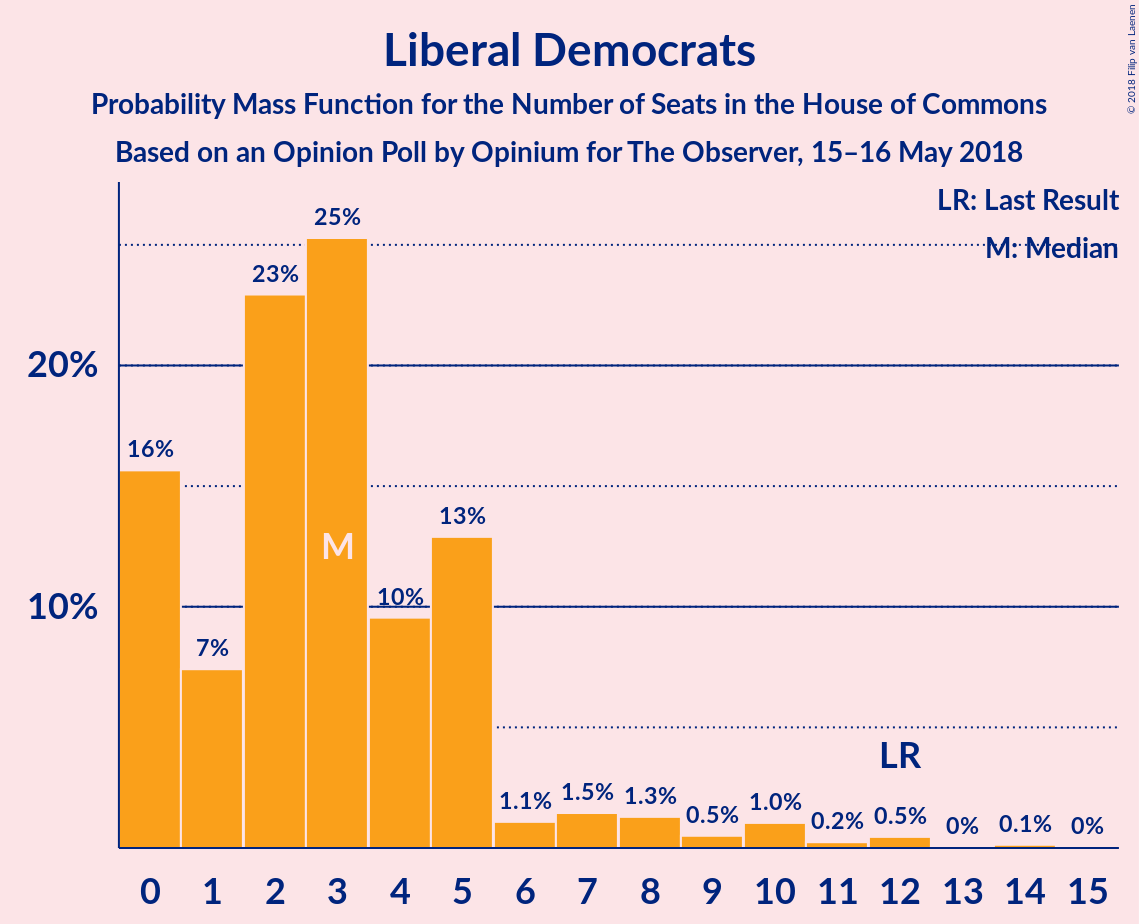 Liberal Democrats
Probability Mass Function for the Number of Seats in the House of Commons
Based on an Opinion Poll by Opinium for The Observer, 15–16 May 2018
© 2018 Filip van Laenen
LR: Last Result
M: Median
25%
23%
20%
16%
13%
M
10%
10%
7%
LR
1.1%
1.5%
1.3%
0.5%
1.0%
0.2%
0.5%
0%
0.1%
0%
0 1 2 3 4 5 6 7 8 9 10 11 12 13 14 15